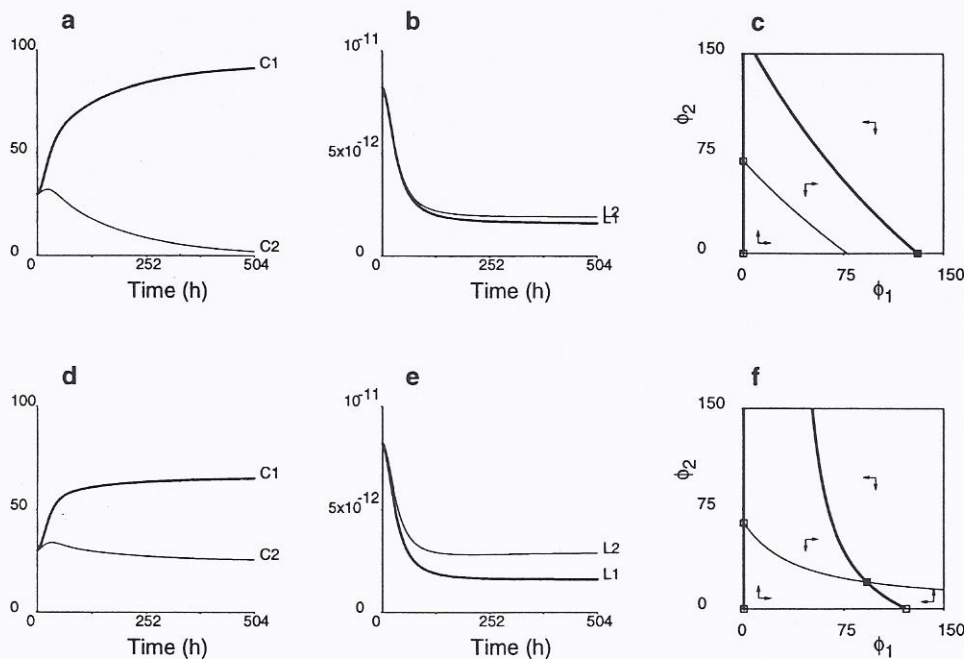 a
100
50
0
C1
C2
0
252
504
Time (h)
b
10-11
5x10-12
L2
L1
0
252
504
Time (h)
c
150
ϕ2
75
0
0
75
150
ϕ1
d
100
50
0
C1
C2
0
252
504
Time (h)
e
10-11
5x10-12
L2
L1
0
252
504
Time (h)
f
150
ϕ2
75
0
0
75
150
ϕ1